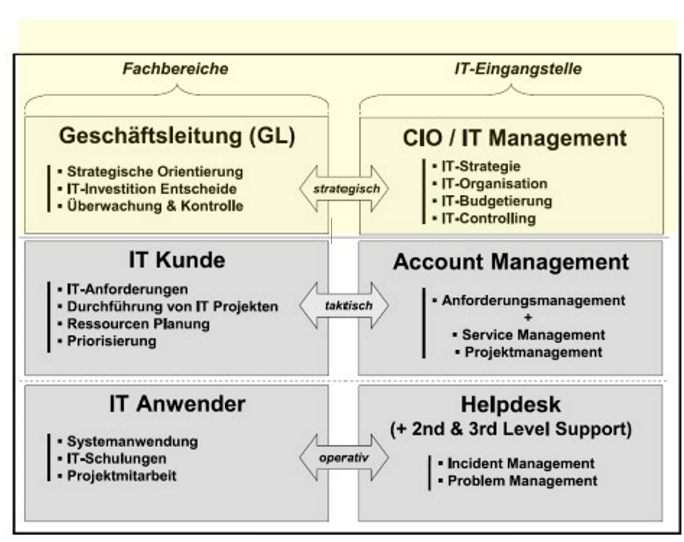 Fachbereiche
IT-Eingangstelle
Geschäftsleitung (GL)
▪ Strategische Orientierung
▪ IT-Investition Entscheide
▪ Überwachung & Kontrolle
strategisch
CIO / IT Management
▪ IT-Strategie
▪ IT-Organisation
▪ IT-Budgetierung
▪ IT-Controlling
IT Kunde
▪ IT-Anforderungen
▪ Durchführung von IT Projekten
▪ Ressourcen Planung
▪ Priorisierung
taktisch
Account Management
▪ Anforderungsmanagement
+
▪ Service Management
▪ Projektmanagement
IT Anwender
▪ Systemanwendung
▪ IT-Schulungen
▪ Projektmitarbeit
operativ
Helpdesk
(+ 2nd & 3rd Level Support)
▪ Incident Management
▪ Problem Management